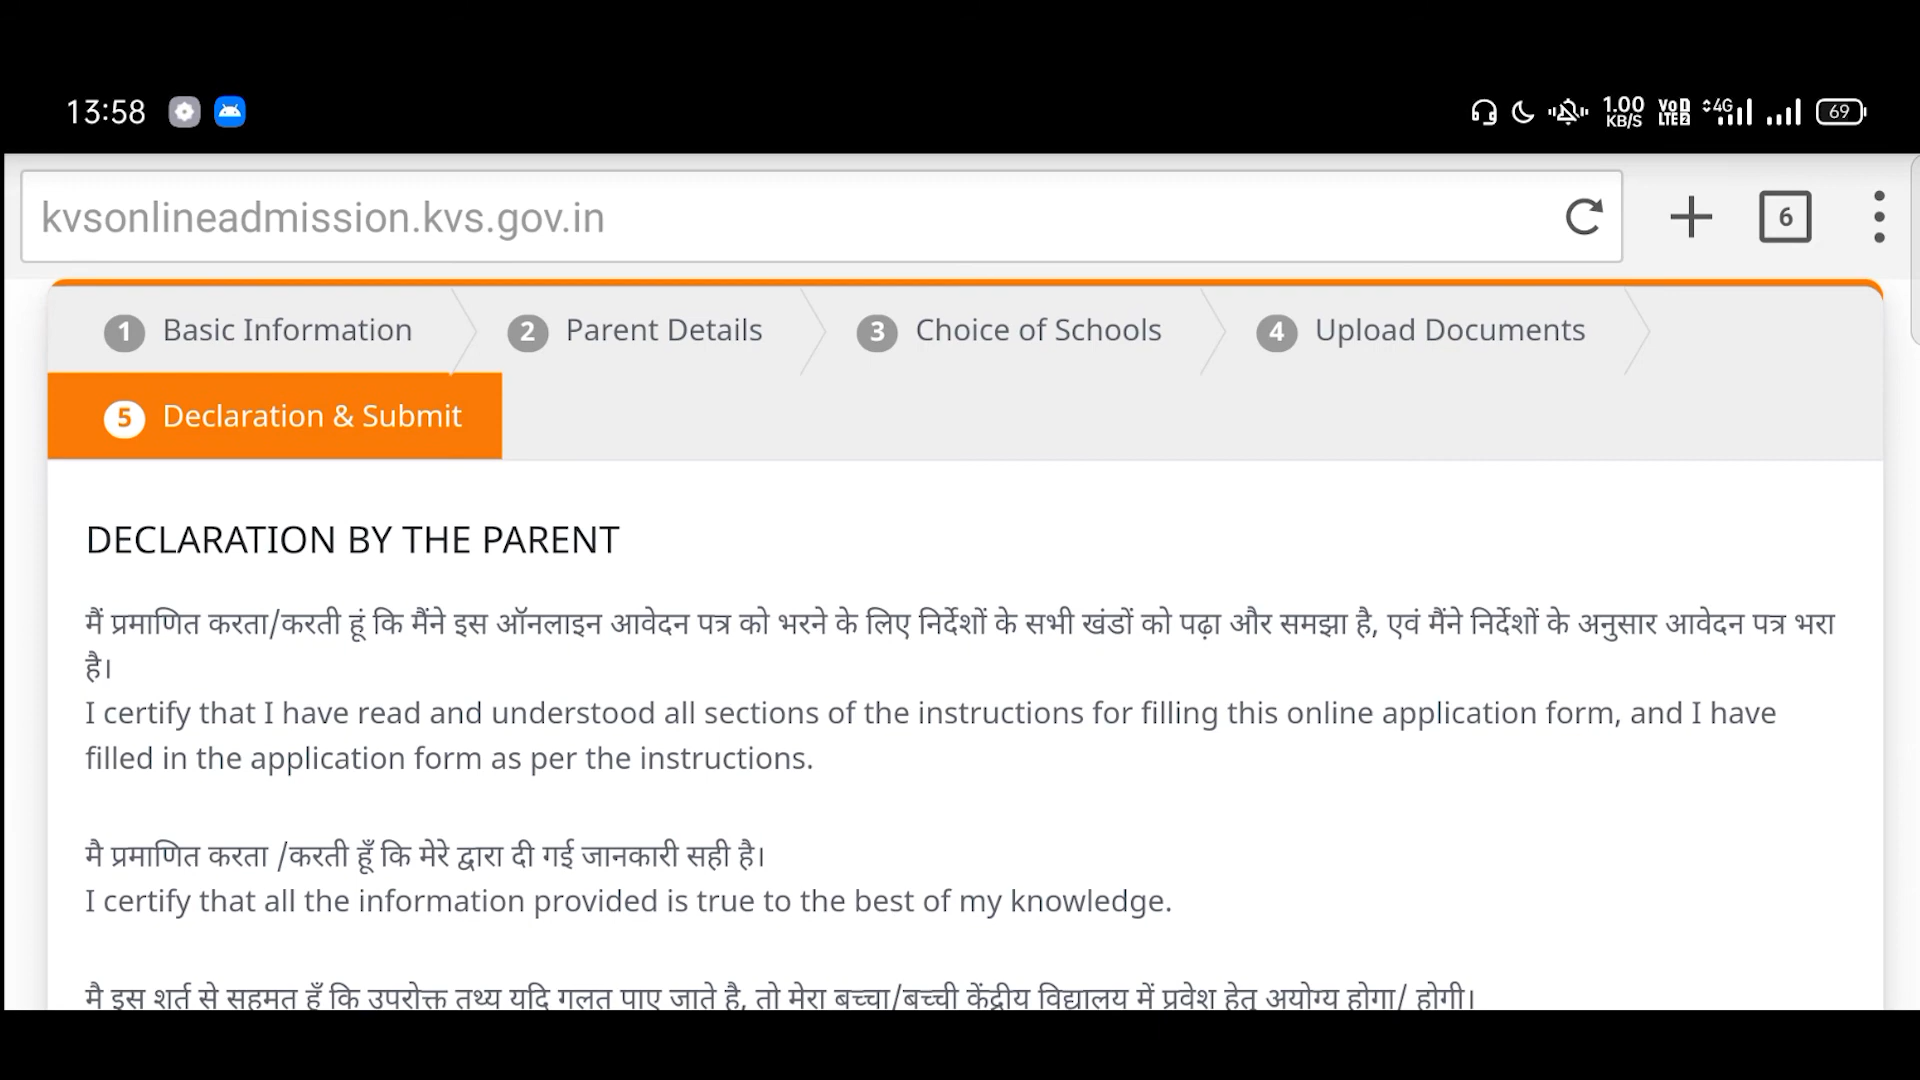 13:58
1.00
KB/S
Vo
LTE2
4G
69
kvsonlineadmission.kvs.gov.in
6
1 Basic Information
2 Parent Details
3 Choice of Schools
4 Upload Documents
5 Declaration & Submit
DECLARATION BY THE PARENT
मैं प्रमाणित करता/करती हूं कि मैंने इस ऑनलाइन आवेदन पत्र को भरने के लिए निर्देशों के सभी खंडों को पढ़ा और समझा है, एवं मैंने निर्देशों के अनुसार आवेदन पत्र भरा
है।
I certify that I have read and understood all sections of the instructions for filling this online application form, and I have
filled in the application form as per the instructions.
मै प्रमाणित करता /करती हूँ कि मेरे द्वारा दी गई जानकारी सही है।
I certify that all the information provided is true to the best of my knowledge.
मै इस शर्त से सहमत हूँ कि उपरोक्त तथ्य यदि गलत पाए जाते है, तो मेरा बच्चा/बच्ची केंद्रीय विद्यालय में प्रवेश हेतु अयोग्य होगा/ होगी।